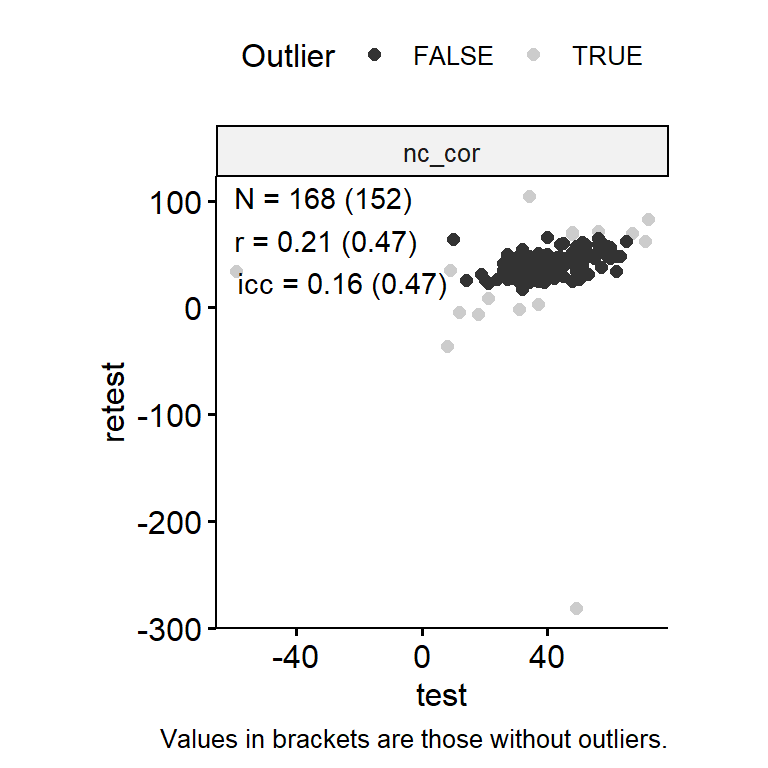 Outlier FALSE TRUE
nc_cor
N = 168 (152)
r = 0.21 (0.47)
icc = 0.16 (0.47)
100
0
-100
-200
-300
retest
-40 0 40
test
Values in brackets are those without outliers.